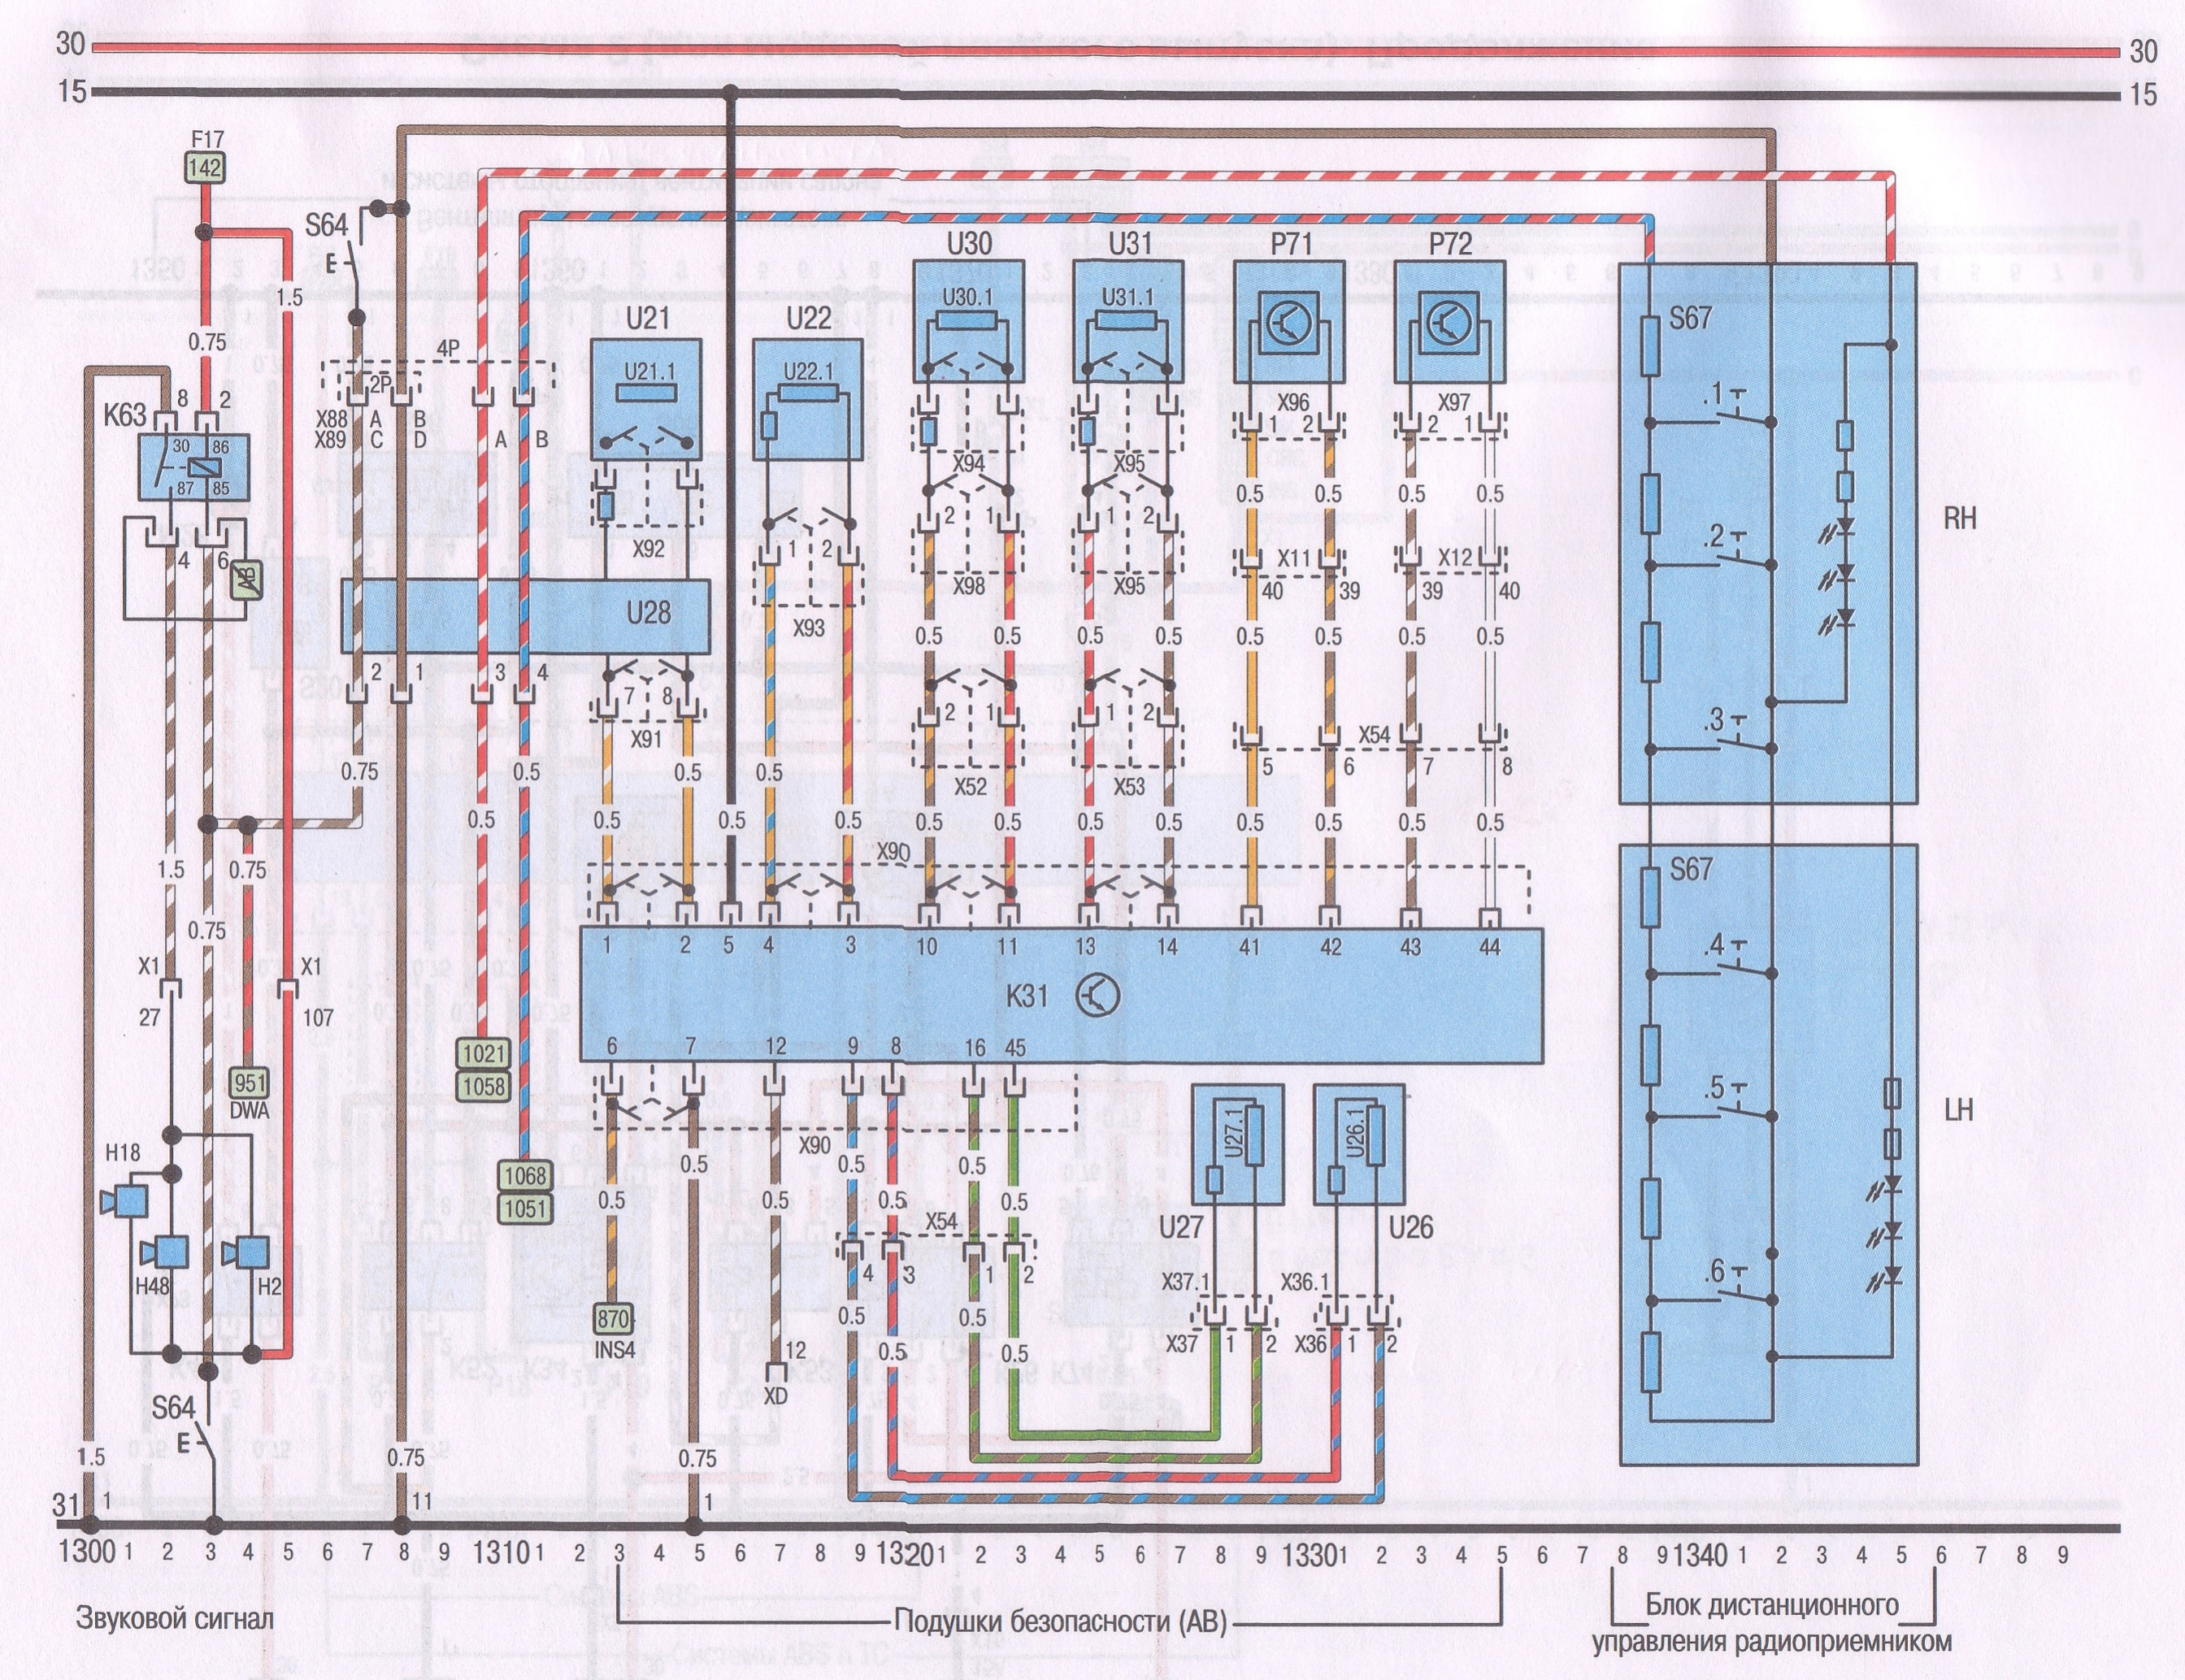 30 30
15 15
F17
142
S64
E
1.5
0.75
U30 U31 P71 P72
U30.1 U31.1
S67
U21 U22
U21.1 U22.1
4P
2P
K63 8 2
X88 A B
X89 C D
A B
30 86
87 85
4 6
AB
X92
1 2
X93
X94 X95
2 1 1 2
X98 X95
X96 X97
1 2 2 1
0.5 0.5 0.5 0.5
X11 X12
40 39 39 40
.1
.2
.3
RH
U28
2 1 3 4
7 8
X91
0.5 0.5 0.5 0.5 0.5 0.5 0.5 0.5
2 1 1 2
X52 X53
X54
5 6 7 8
0.75 0.5 0.5 0.5
0.5 0.5 0.5 0.5 0.5 0.5 0.5 0.5 0.5 0.5 0.5 0.5
X90
1.5 0.75
0.75
S67
1 2 5 4 3 10 11 13 14 41 42 43 44
K31
6 7 12 9 8 16 45
X1 X1
27 107
1021
1058
951
DWA
1068
1051
.4
.5
.6
LH
X90
0.5 0.5 0.5
0.5 0.5 0.5 0.5
X54
4 3 1 2
0.5 0.5
0.5 0.5
U27.1 U26.1
U27 U26
X37.1 X36.1
X37 1 2 X36 1 2
H18
H48 H2
870
INS4
12
XD
S64
E
1.5 0.75 0.75
31 1 11 1
1300 1 2 3 4 5 6 7 8 9 1310 1 2 3 4 5 6 7 8 9 1320 1 2 3 4 5 6 7 8 9 1330 1 2 3 4 5 6 7 8 9 1340 1 2 3 4 5 6 7 8 9
Звуковой сигнал
Подушки безопасности (АВ)
Блок дистанционного
управления радиоприемником